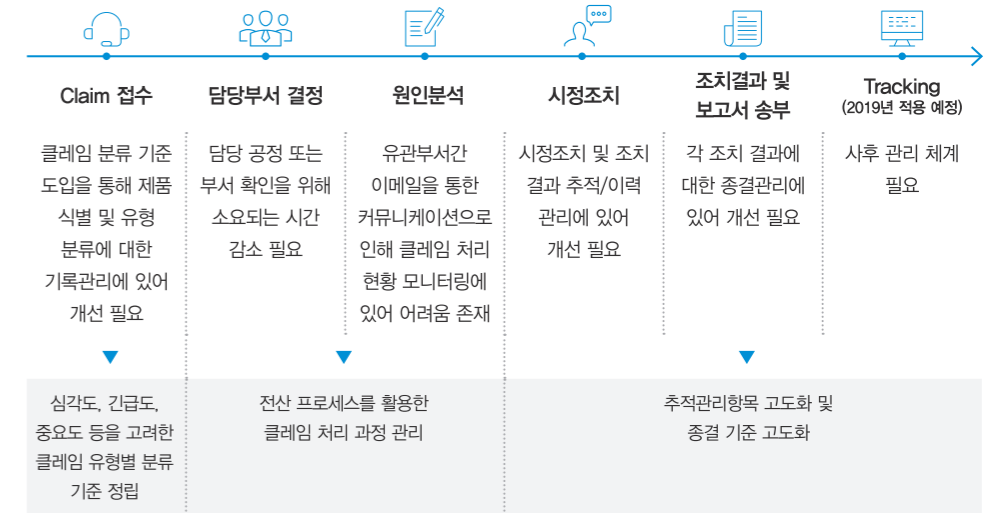 Claim 접수
담당부서 결정
원인분석
시정조치
조치결과 및
보고서 송부
Tracking
(2019년 적용 예정)
클레임 분류 기준
도입을 통해 제품
식별 및 유형
분류에 대한
기록관리에 있어
개선 필요
담당 공정 또는
부서 확인을 위해
소요되는 시간
감소 필요
유관부서간
이메일을 통한
커뮤니케이션으로
인해 클레임 처리
현황 모니터링에
있어 어려움 존재
시정조치 및 조치
결과 추적/이력
관리에 있어
개선 필요
각 조치 결과에
대한 종결관리에
있어 개선 필요
사후 관리 체계
필요
심각도, 긴급도,
중요도 등을 고려한
클레임 유형별 분류
기준 정립
전산 프로세스를 활용한
클레임 처리 과정 관리
추적관리항목 고도화 및
종결 기준 고도화